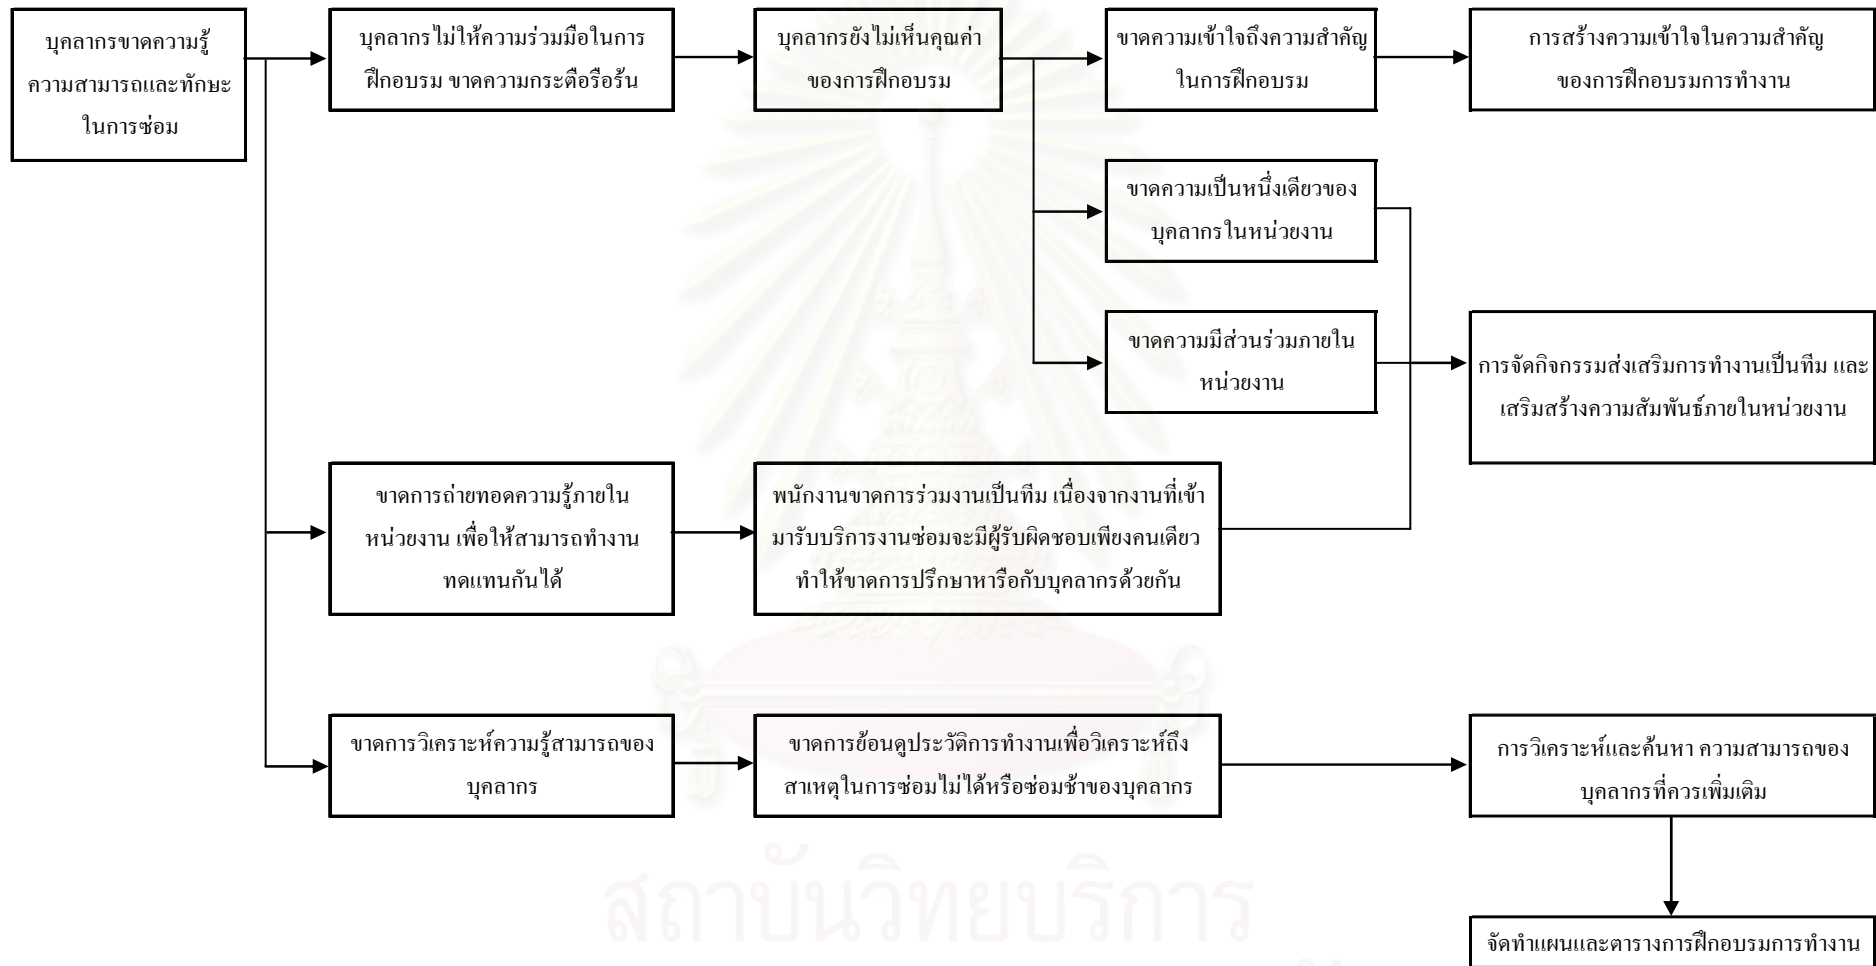 บุคลากรขาดความรู้
ความสามารถและทักษะ
ในการซ่อม
บุคลากรไม่ให้ความร่วมมือในการ
ฝึกอบรม ขาดความกระตือรือร้น
บุคลากรยังไม่เห็นคุณค่า
ของการฝึกอบรม
ขาดความเข้าใจถึงความสำคัญ
ในการฝึกอบรม
การสร้างความเข้าใจในความสำคัญ
ของการฝึกอบรมการทำงาน
ขาดความเป็นหนึ่งเดียวของ
บุคลากรในหน่วยงาน
ขาดความมีส่วนร่วมภายใน
หน่วยงาน
การจัดกิจกรรมส่งเสริมการทำงานเป็นทีม และ
เสริมสร้างความสัมพันธ์ภายในหน่วยงาน
ขาดการถ่ายทอดความรู้ภายใน
หน่วยงาน เพื่อให้สามารถทำงาน
ทดแทนกันได้
พนักงานขาดการร่วมงานเป็นทีม เนื่องจากงานที่เข้า
มารับบริการงานซ่อมจะมีผู้รับผิดชอบเพียงคนเดียว
ทำให้ขาดการปรึกษาหารือกับบุคลากรด้วยกัน
ขาดการวิเคราะห์ความรู้สามารถของ
บุคลากร
ขาดการย้อนดูประวัติการทำงานเพื่อวิเคราะห์ถึง
สาเหตุในการซ่อมไม่ได้หรือซ่อมช้าของบุคลากร
การวิเคราะห์และค้นหา ความสามารถของ
บุคลากรที่ควรเพิ่มเติม
จัดทำแผนและตารางการฝึกอบรมการทำงาน
สถาบันวิทยบริการ